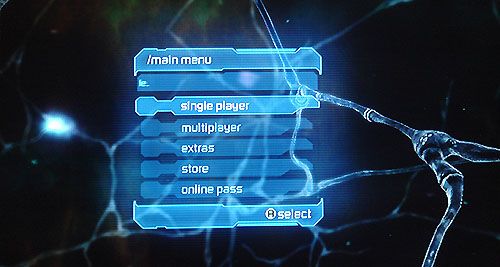 /main menu
single player
multiplayer
extras
store
online pass
A select